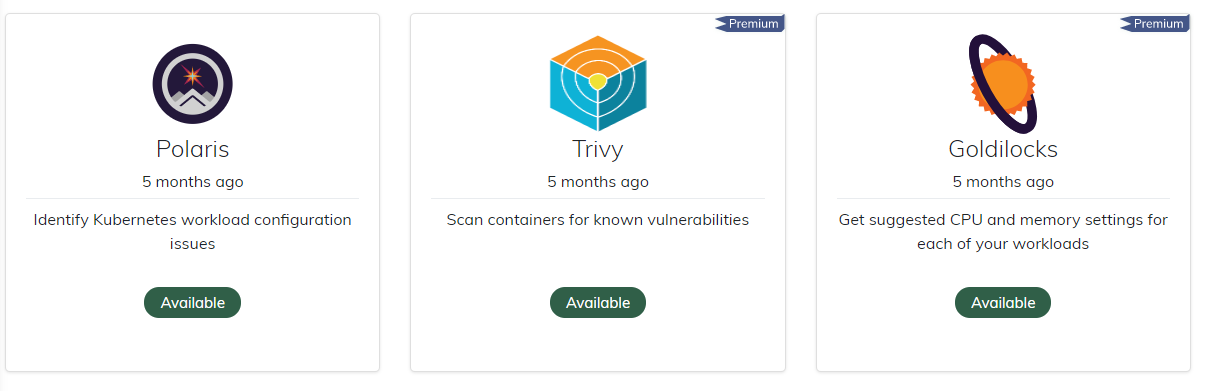 Polaris
5 months ago
Identify Kubernetes workload configuration
issues
Available
Premium
Trivy
5 months ago
Scan containers for known vulnerabilities
Available
Premium
Goldilocks
5 months ago
Get suggested CPU and memory settings for
each of your workloads
Available